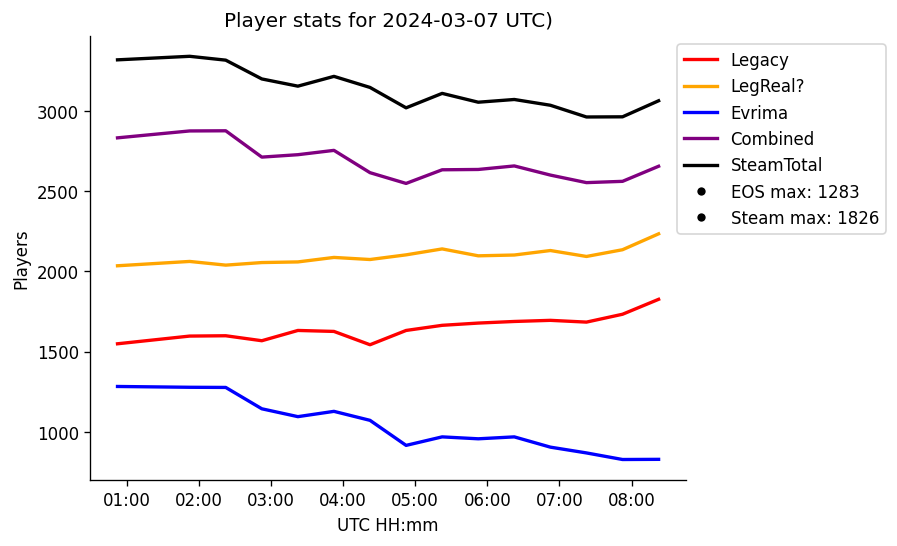 Player stats for 2024-03-07 UTC)
Legacy
LegReal?
Evrima
Combined
SteamTotal
EOS max: 1283
Steam max: 1826
Players
3000
2500
2000
1500
1000
01:00 02:00 03:00 04:00 05:00 06:00 07:00 08:00
UTC HH:mm